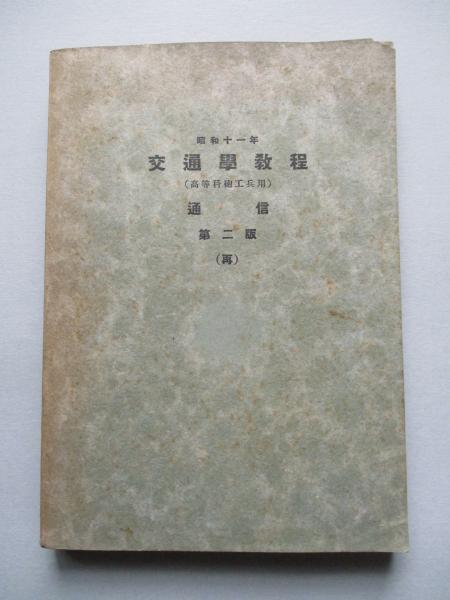 昭和十一年
交通學教程
(高等科砲工兵用)
通信
第二版
(再)